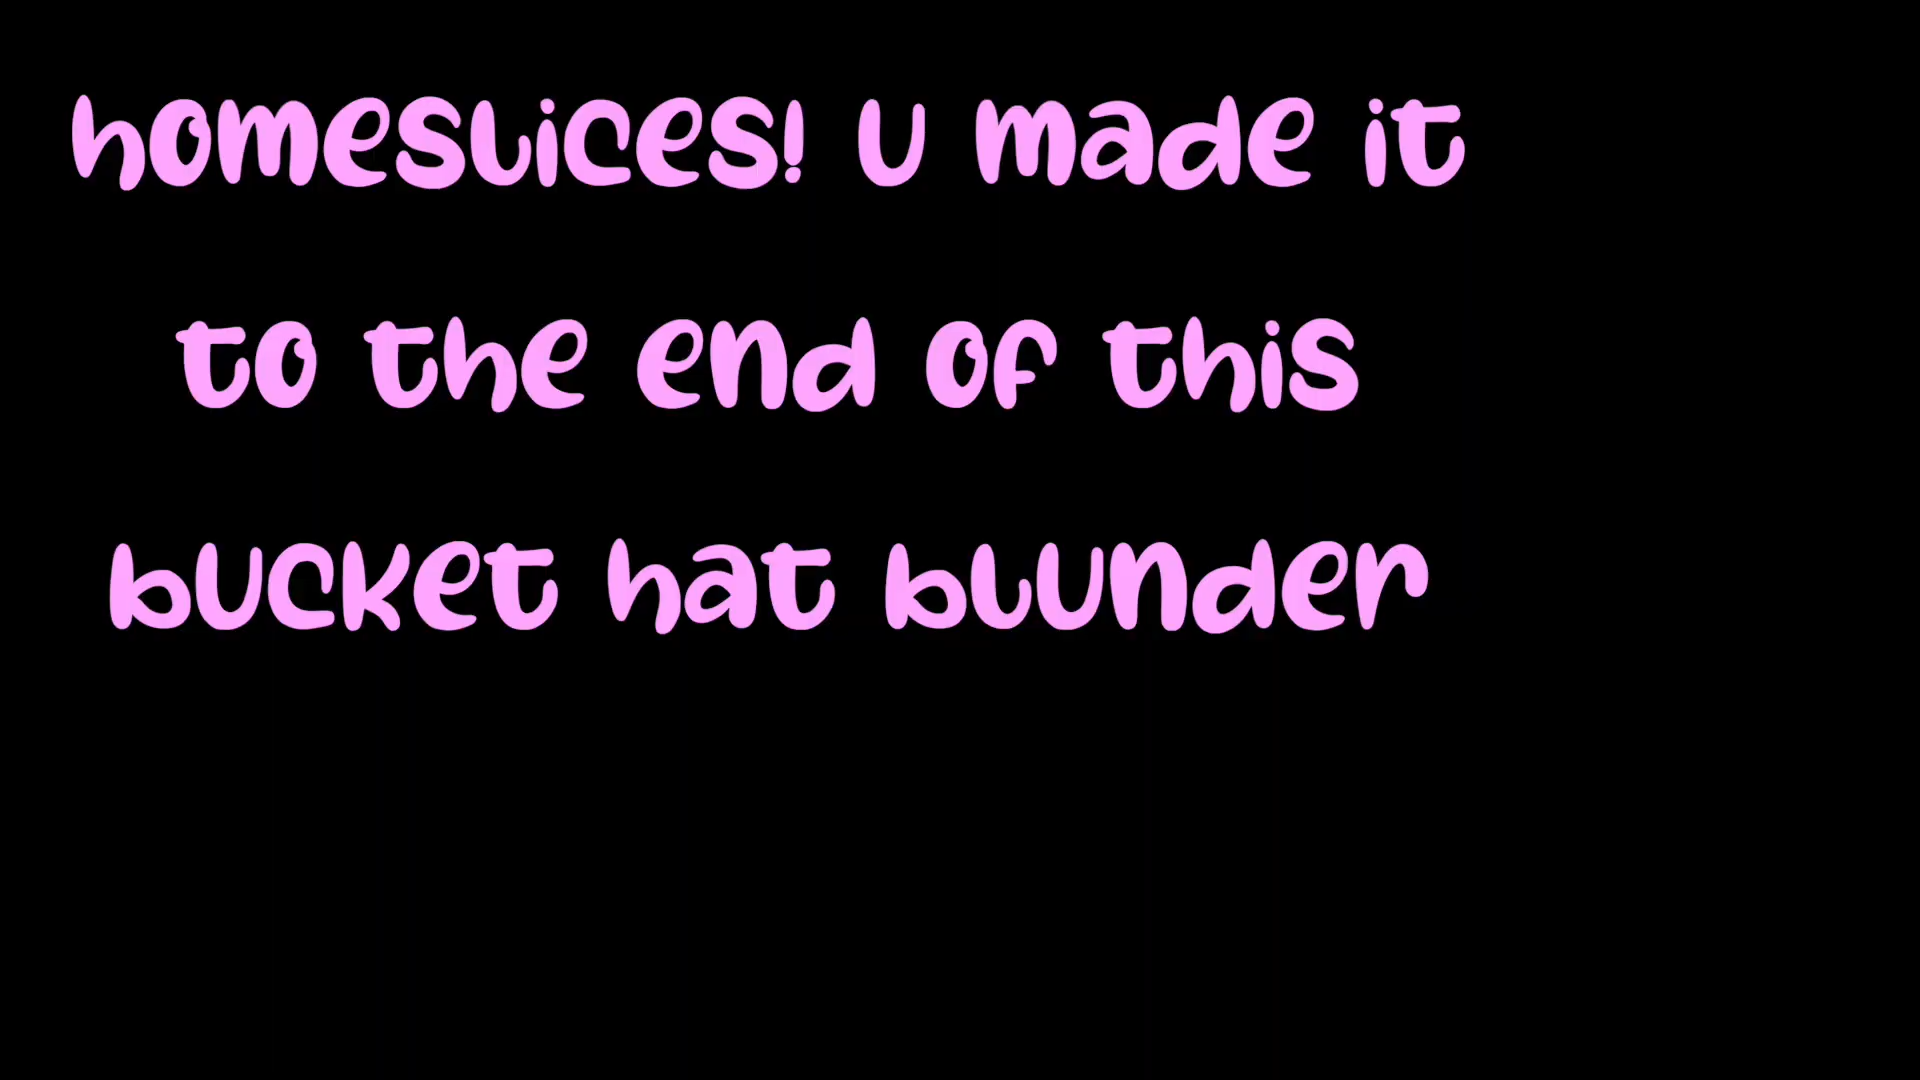 homeslices! u made it
to the end of this
bucket hat blunder